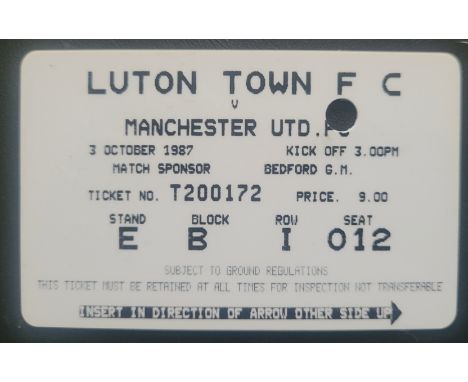 LUTON TOWN F C
V
MANCHESTER UTD.
3 OCTOBER 1987 KICK OFF 3.00PM
MATCH SPONSOR BEDFORD G.M.
TICKET NO. T200172 PRICE. 9.00
STAND BLOCK ROW SEAT
E B I 012
SUBJECT TO GROUND REGULATIONS
THIS TICKET MUST BE RETAINED AT ALL TIMES FOR INSPECTION NOT TRANSFERABLE
INSERT IN DIRECTION OF ARROW OTHER SIDE UP